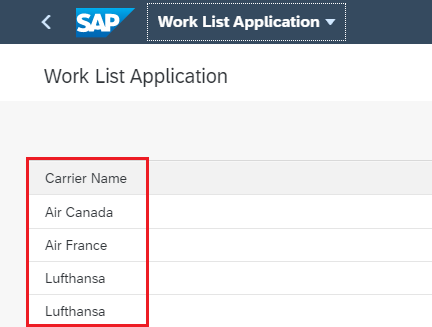 SAP
Work List Application
Work List Application
Carrier Name
Air Canada
Air France
Lufthansa
Lufthansa